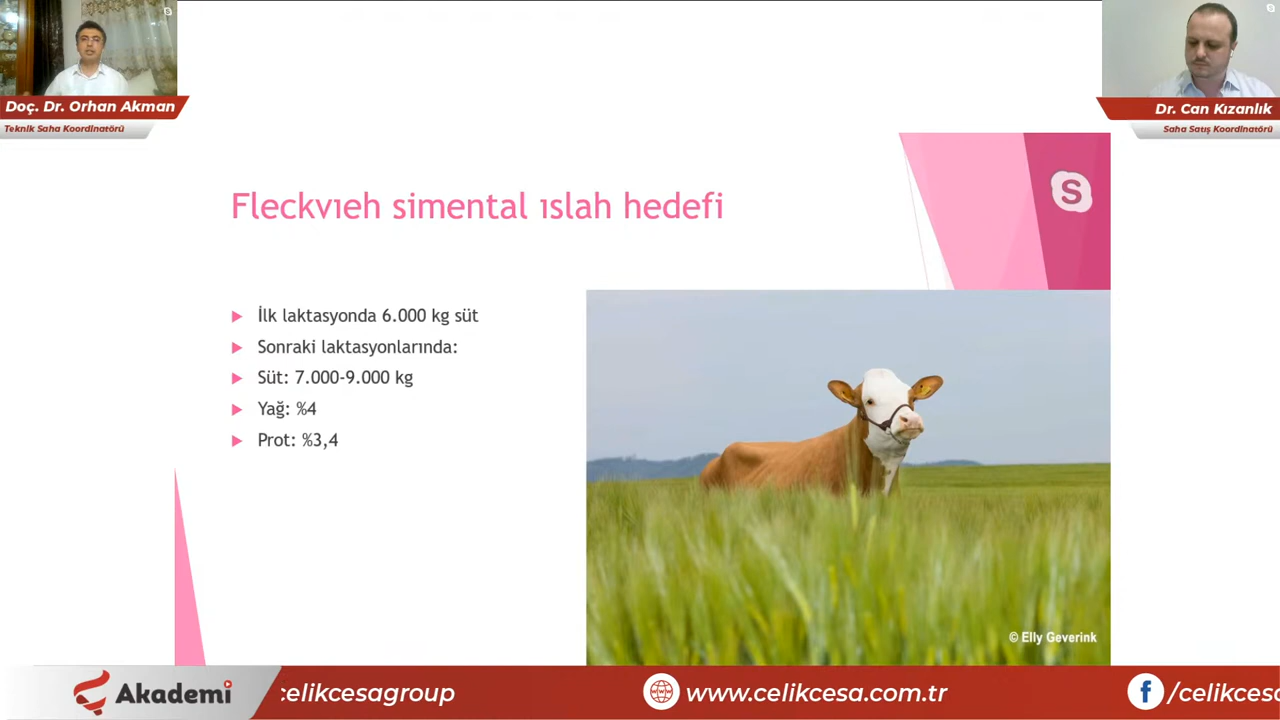 Doç. Dr. Orhan Akman
Teknik Saha Koordinatörü
Dr. Can Kızanlık
Saha Satış Koordinatörü
Fleckvıeh simental ıslah hedefi
İlk laktasyonda 6.000 kg süt
Sonraki laktasyonlarında:
Süt: 7.000-9.000 kg
Yağ: %4
Prot: %3,4
© Elly Geverink
Akademi
celikcesagroup
www.celikcesa.com.tr
/celikces